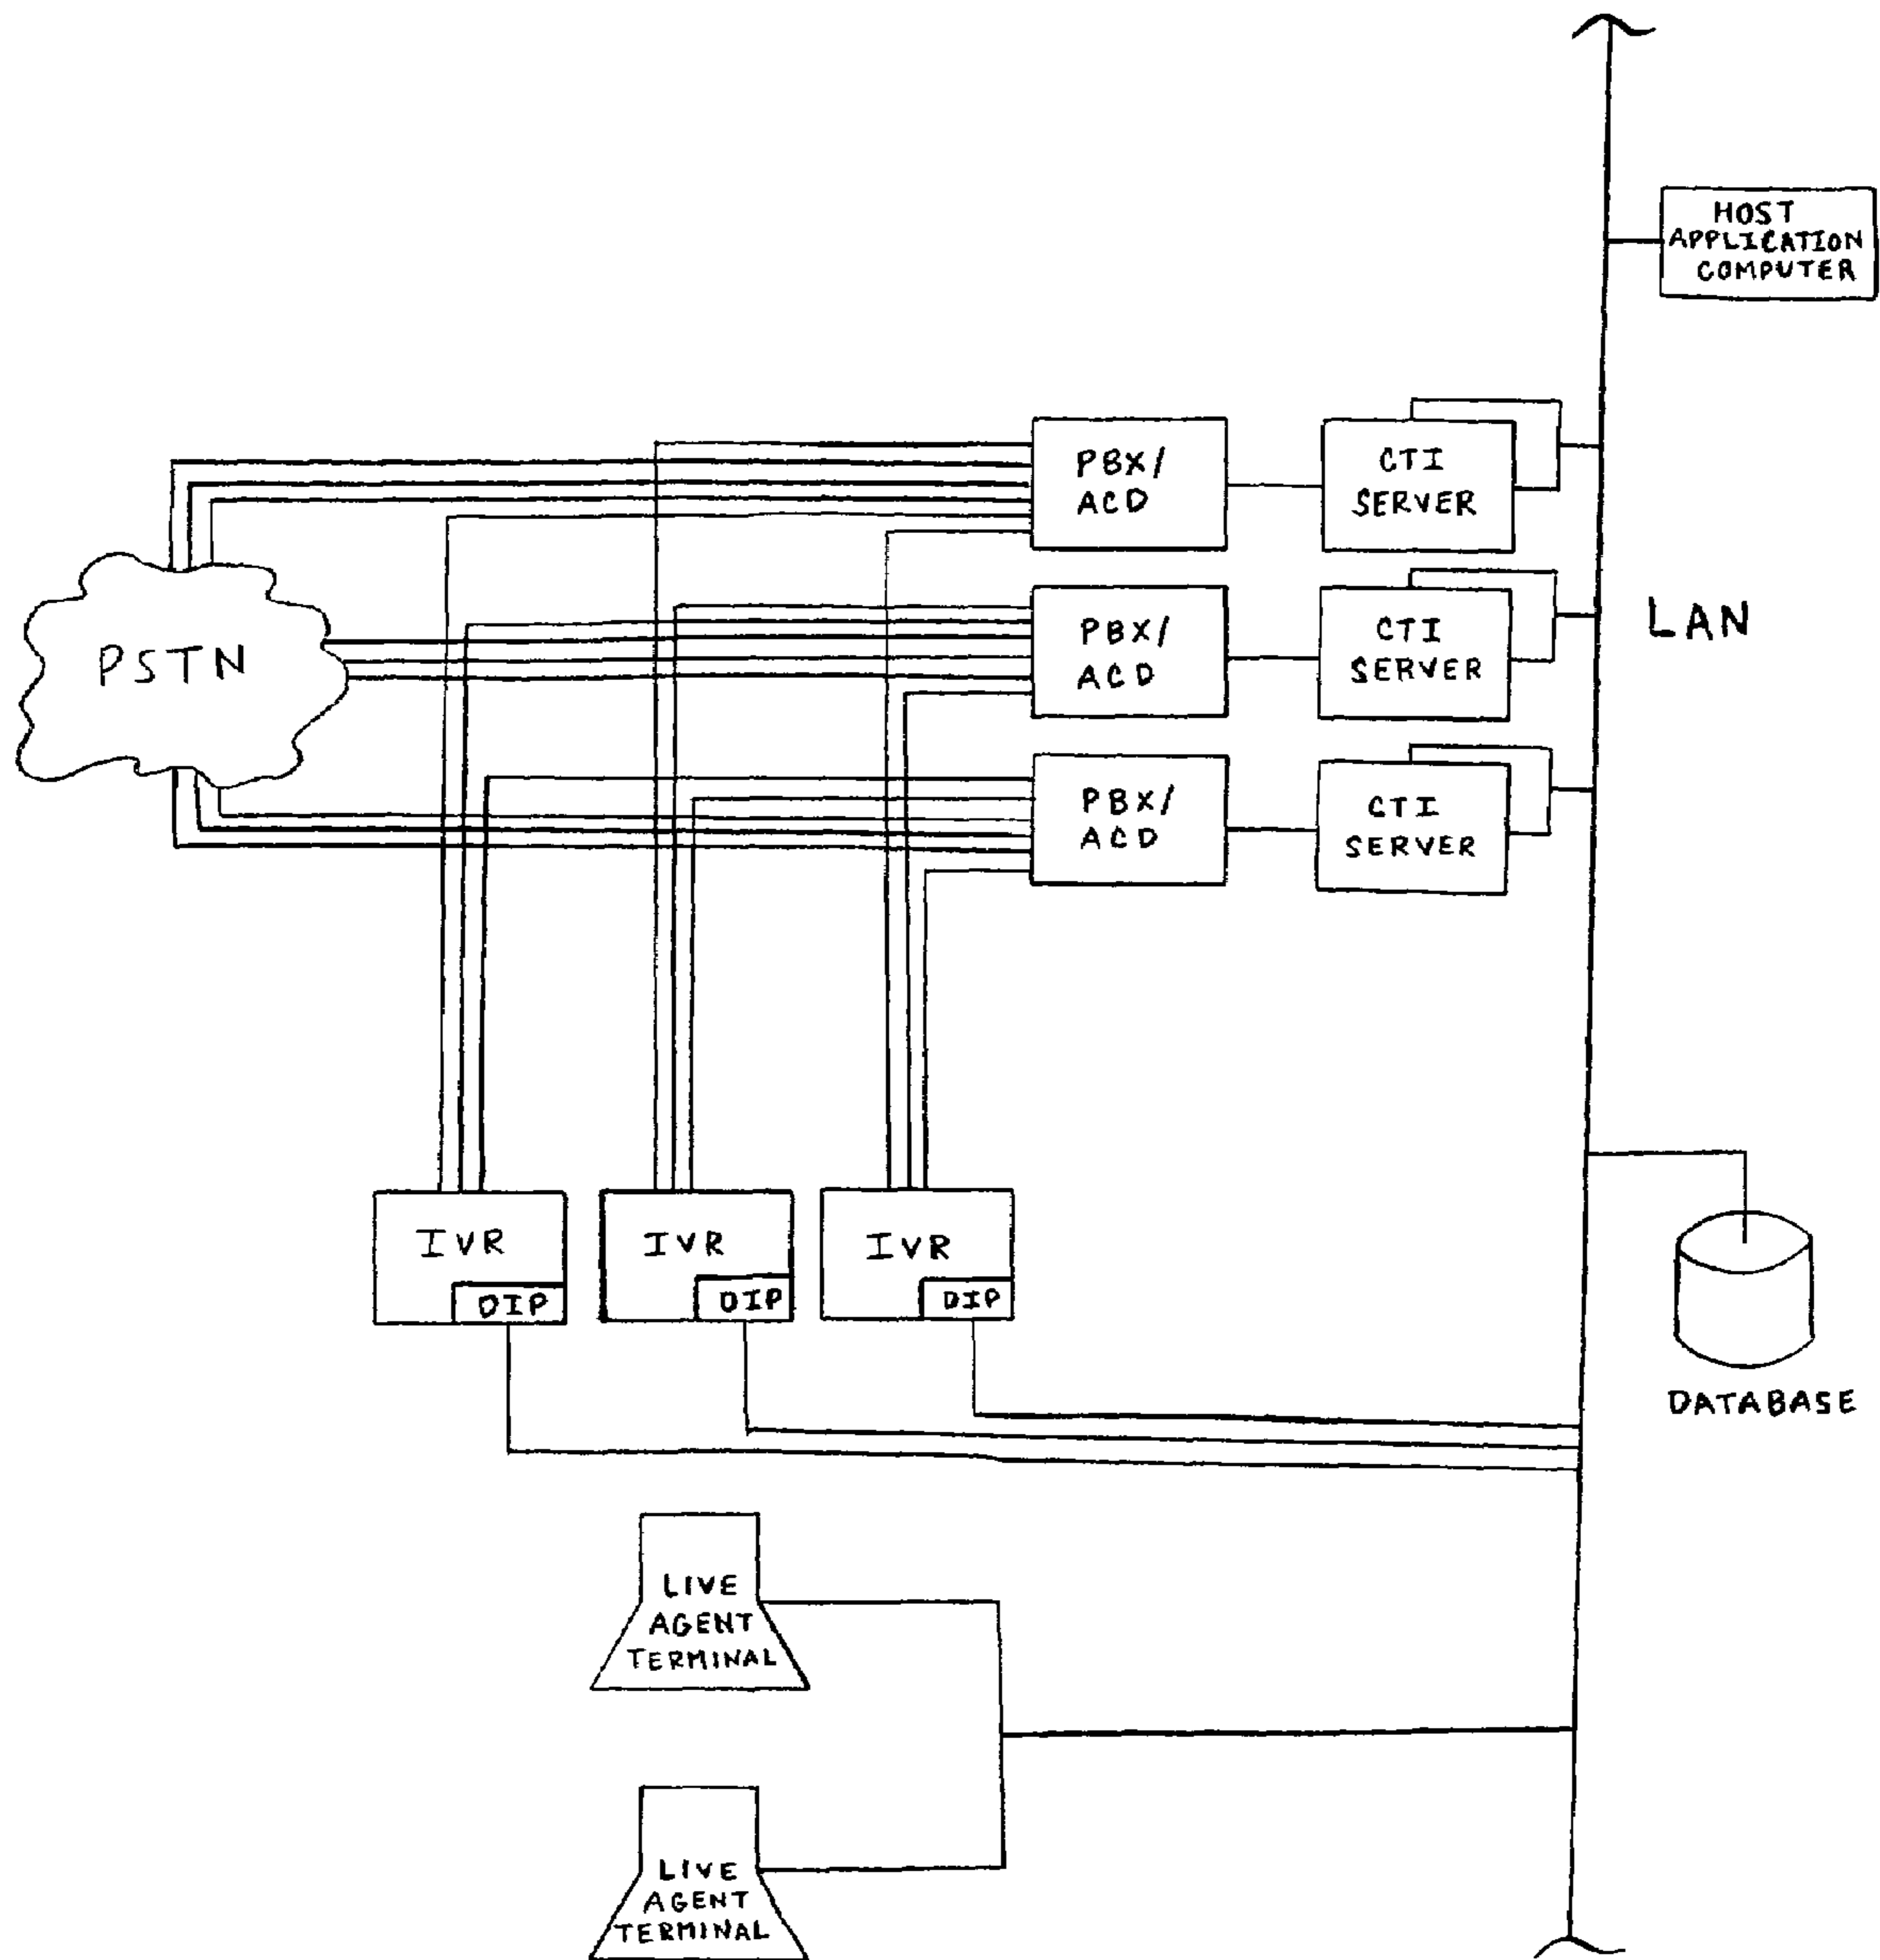 HOST
APPLICATION
COMPUTER
PBX/
ACD
CTI
SERVER
PSTN
PBX/
ACD
CTI
SERVER
LAN
PBX/
ACD
CTI
SERVER
IVR
DIP
IVR
DIP
IVR
DIP
DATABASE
LIVE
AGENT
TERMINAL
LIVE
AGENT
TERMINAL